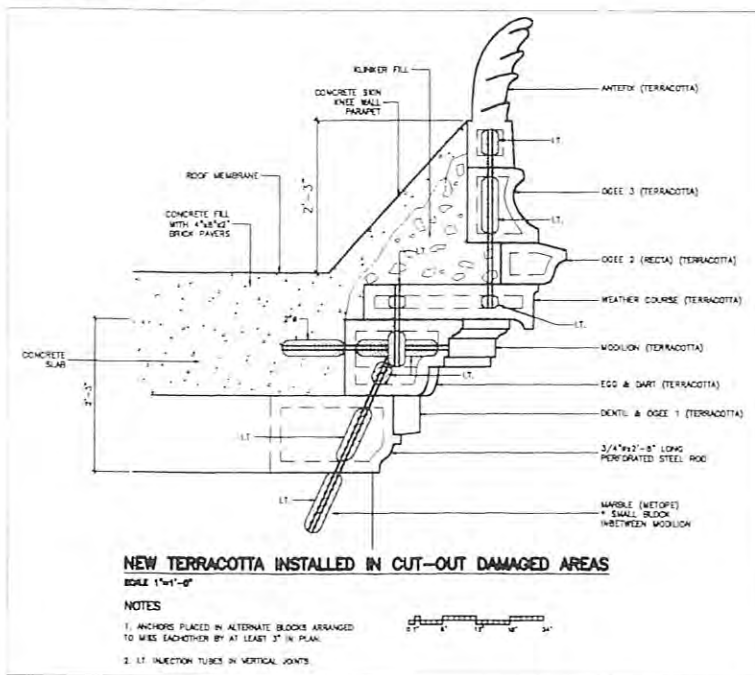 KLINKER FILL
CONCRETE SKIN
KNEE WALL
PARAPET
ANTEFIX (TERRACOTTA)
I.T.
ROOF MEMBRANE
2'-3"
OGEE 3 (TERRACOTTA)
CONCRETE FILL
WITH 4"x8"x2"
BRICK PAVERS
I.T.
I.T.
OGEE 2 (RECTA) (TERRACOTTA)
WEATHER COURSE (TERRACOTTA)
I.T.
2"ø
MODILION (TERRACOTTA)
CONCRETE
SLAB
I.T.
EGG & DART (TERRACOTTA)
DENTIL & OGEE 1 (TERRACOTTA)
I.T.
3/4"øx2'-8" LONG
PERFORATED STEEL ROD
I.T.
MARBLE (METOPE)
* SMALL BLOCK
INBETWEEN MODILION
NEW TERRACOTTA INSTALLED IN CUT-OUT DAMAGED AREAS
SCALE 1"=1'-0"
NOTES
1. ANCHORS PLACED IN ALTERNATE BLOCKS ARRANGED
TO MISS EACHOTHER BY AT LEAST 3" IN PLAN.
2. I.T. INJECTION TUBES IN VERTICAL JOINTS.